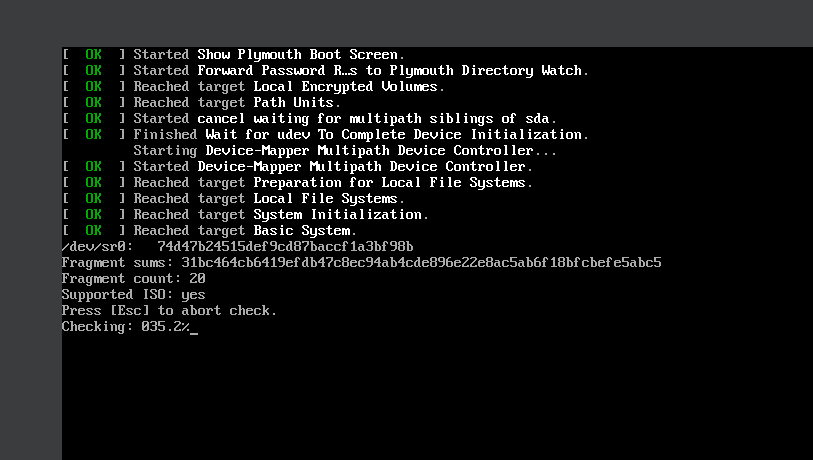 [  OK  ] Started Show Plymouth Boot Screen.
[  OK  ] Started Forward Password R…s to Plymouth Directory Watch.
[  OK  ] Reached target Local Encrypted Volumes.
[  OK  ] Reached target Path Units.
[  OK  ] Started cancel waiting for multipath siblings of sda.
[  OK  ] Finished Wait for udev To Complete Device Initialization.
         Starting Device-Mapper Multipath Device Controller...
[  OK  ] Started Device-Mapper Multipath Device Controller.
[  OK  ] Reached target Preparation for Local File Systems.
[  OK  ] Reached target Local File Systems.
[  OK  ] Reached target System Initialization.
[  OK  ] Reached target Basic System.
/dev/sr0:   74d47b24515def9cd87baccf1a3bf98b
Fragment sums: 31bc464cb6419efdb47c8ec94ab4cde896e22e8ac5ab6f18bfcbefe5abc5
Fragment count: 20
Supported ISO: yes
Press [Esc] to abort check.
Checking: 035.2%_